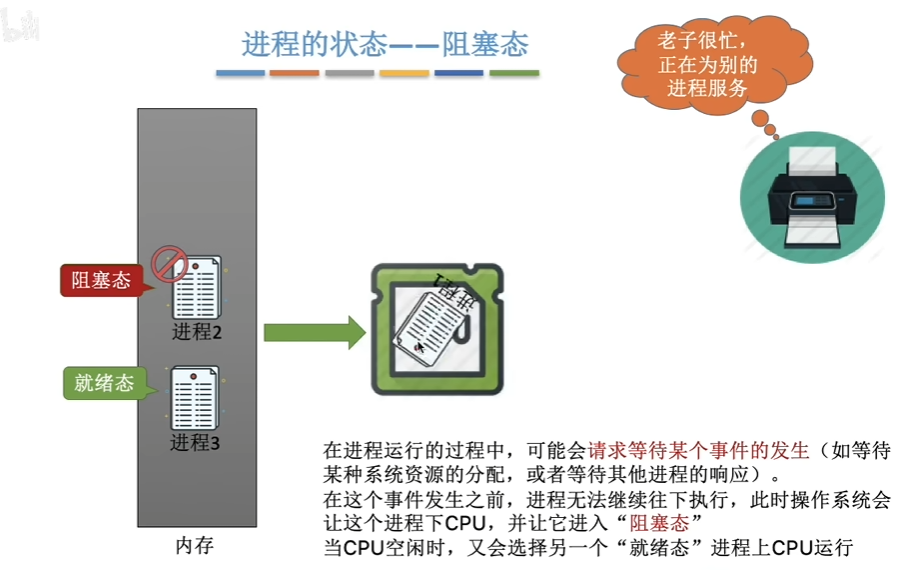 进程的状态——阻塞态
老子很忙，
正在为别的
进程服务
阻塞态
进程2
就绪态
进程3
内存
进程1
在进程运行的过程中，可能会请求等待某个事件的发生（如等待
某种系统资源的分配，或者等待其他进程的响应）。
在这个事件发生之前，进程无法继续往下执行，此时操作系统会
让这个进程下CPU，并让它进入“阻塞态”
当CPU空闲时，又会选择另一个“就绪态”进程上CPU运行